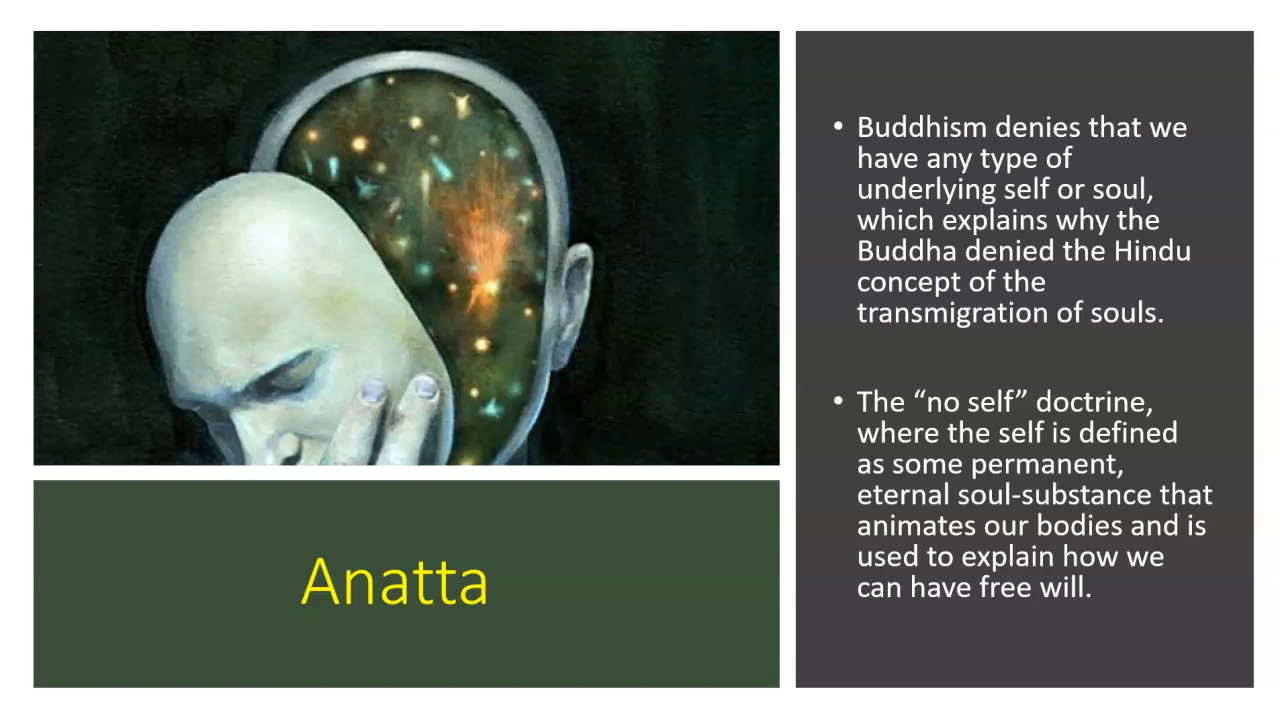 • Buddhism denies that we
have any type of
underlying self or soul,
which explains why the
Buddha denied the Hindu
concept of the
transmigration of souls.
• The “no self” doctrine,
where the self is defined
as some permanent,
eternal soul-substance that
animates our bodies and is
used to explain how we
can have free will.
Anatta